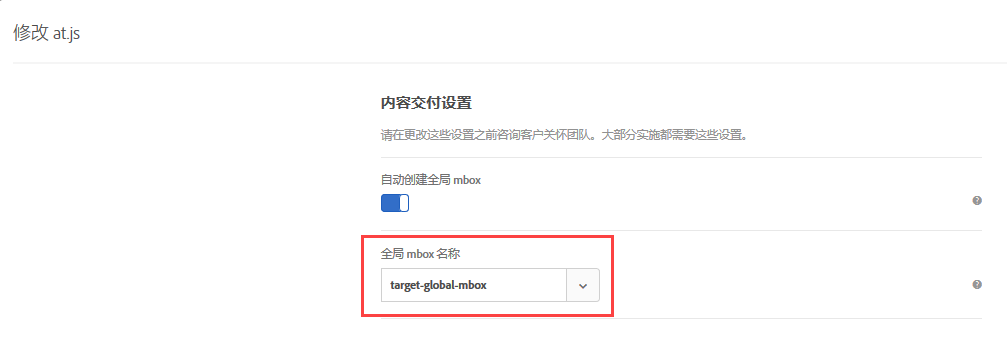 修改 at.js
内容交付设置
请在更改这些设置之前咨询客户关怀团队。大部分实施都需要这些设置。
自动创建全局 mbox
全局 mbox 名称
target-global-mbox